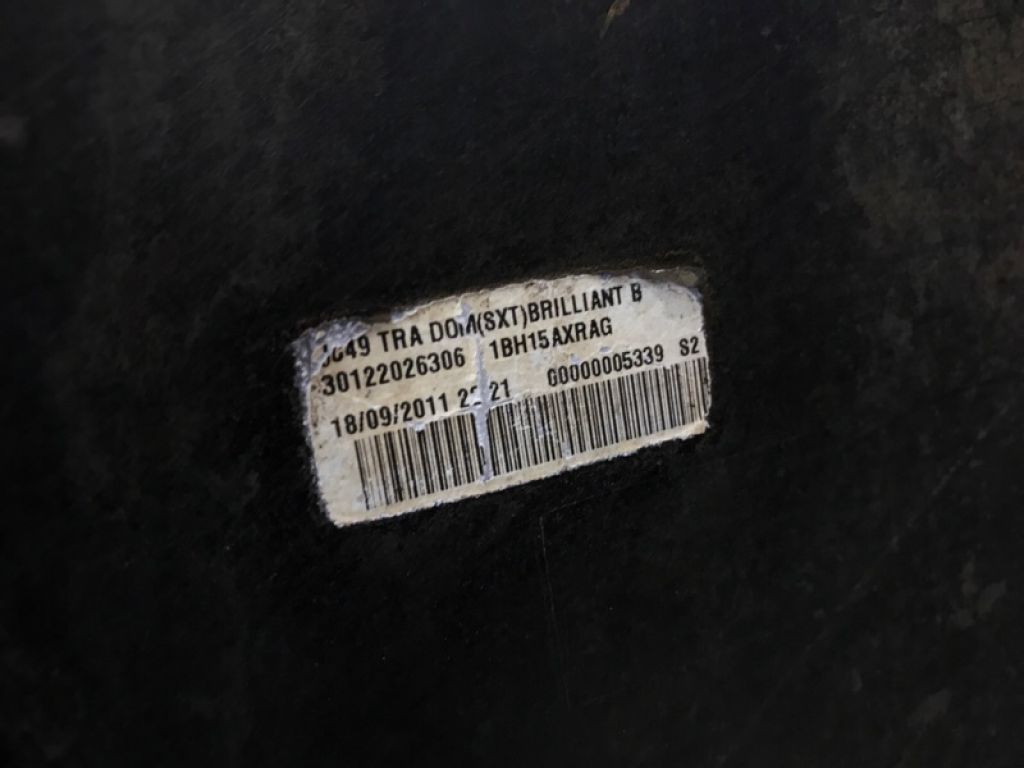 TRA DOM(SXT)BRILLIANT B
30122026306 1BH15AXRAG
18/09/2011 G0000005339 S2